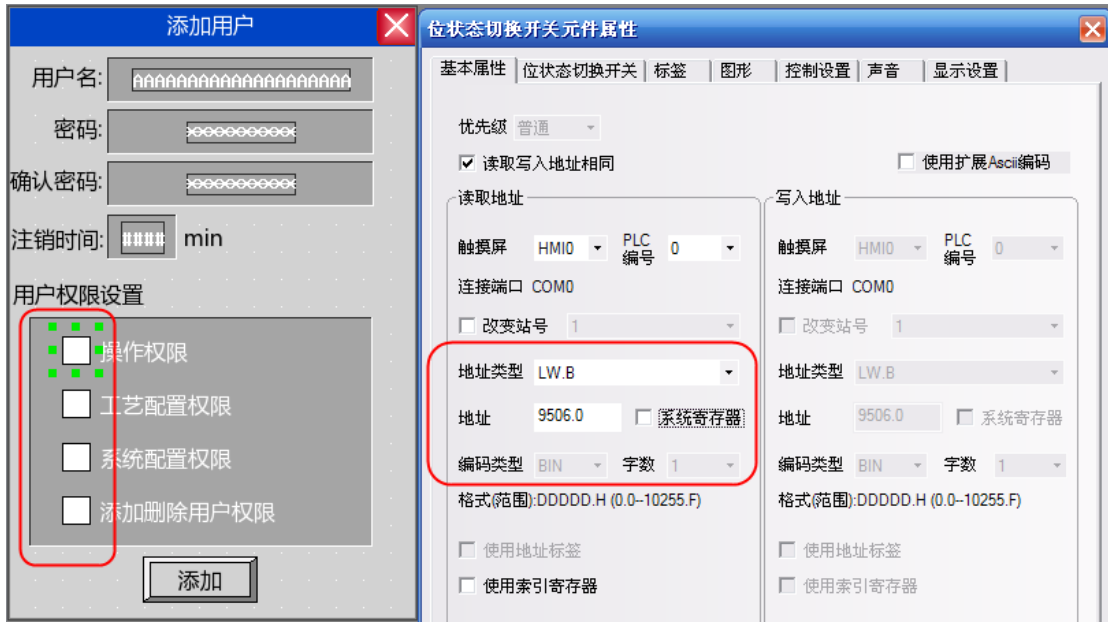 添加用户
用户名: AAAAAAAAAAAAAAAAAAAA
密码: **********
确认密码: **********
注销时间: #### min
用户权限设置
操作权限
工艺配置权限
系统配置权限
添加删除用户权限
添加
位状态切换开关元件属性
基本属性 位状态切换开关 标签 图形 控制设置 声音 显示设置
优先级 普通
读取写入地址相同 使用扩展Ascii编码
读取地址
触摸屏 HMI0 PLC编号 0
连接端口 COM0
改变站号 1
地址类型 LW.B
地址 9506.0 系统寄存器
编码类型 BIN 字数 1
格式(范围):DDDDD.H (0.0--10255.F)
使用地址标签
使用索引寄存器
写入地址
触摸屏 HMI0 PLC编号 0
连接端口 COM0
改变站号 1
地址类型 LW.B
地址 9506.0 系统寄存器
编码类型 BIN 字数 1
格式(范围):DDDDD.H (0.0--10255.F)
使用地址标签
使用索引寄存器